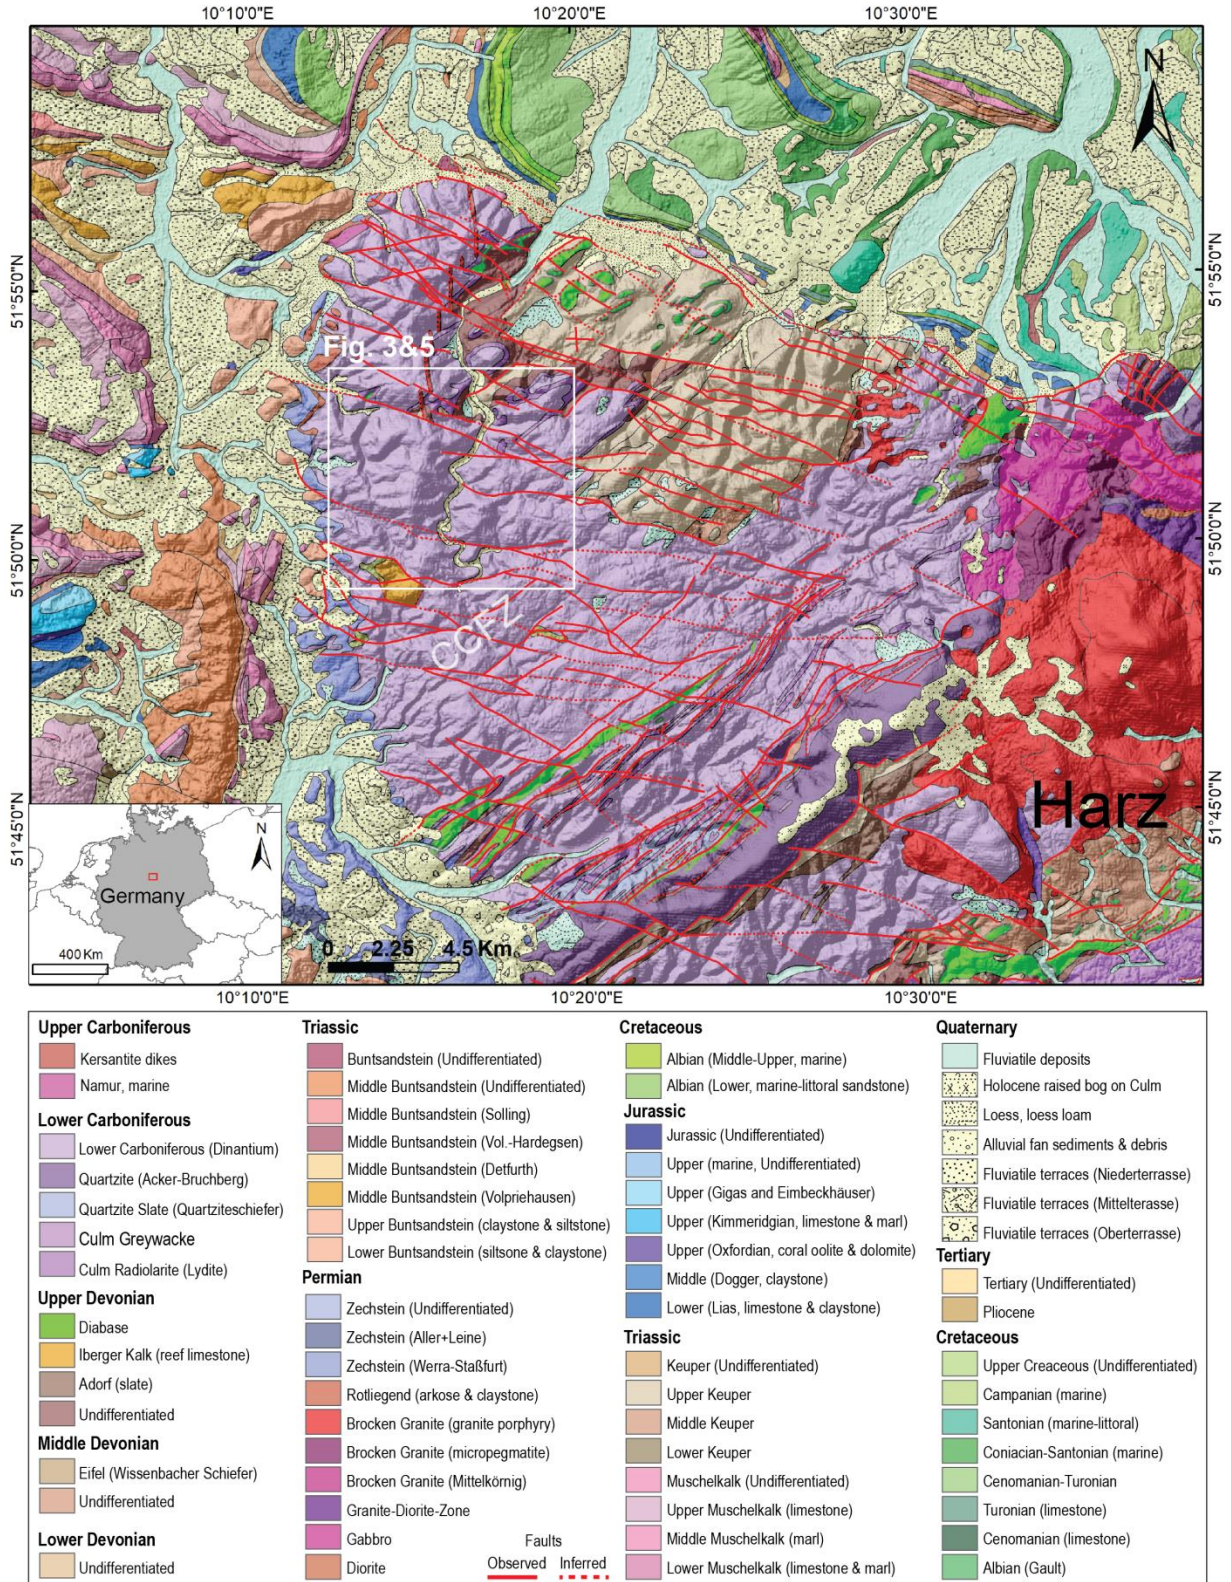 10°10'0"E 10°20'0"E 10°30'0"E
N
51°55'0"N 51°55'0"N
Fig. 3&5
51°50'0"N 51°50'0"N
CCFZ
51°45'0"N 51°45'0"N
Harz
N
Germany
400 Km
0 2.25 4.5 Km
10°10'0"E 10°20'0"E 10°30'0"E
Upper Carboniferous
Kersantite dikes
Namur, marine
Lower Carboniferous
Lower Carboniferous (Dinantium)
Quartzite (Acker-Bruchberg)
Quartzite Slate (Quartziteschiefer)
Culm Greywacke
Culm Radiolarite (Lydite)
Upper Devonian
Diabase
Iberger Kalk (reef limestone)
Adorf (slate)
Undifferentiated
Middle Devonian
Eifel (Wissenbacher Schiefer)
Undifferentiated
Lower Devonian
Undifferentiated
Triassic
Buntsandstein (Undifferentiated)
Middle Buntsandstein (Undifferentiated)
Middle Buntsandstein (Solling)
Middle Buntsandstein (Vol.-Hardegsen)
Middle Buntsandstein (Detfurth)
Middle Buntsandstein (Volpriehausen)
Upper Buntsandstein (claystone & siltstone)
Lower Buntsandstein (siltsone & claystone)
Permian
Zechstein (Undifferentiated)
Zechstein (Aller+Leine)
Zechstein (Werra-Staßfurt)
Rotliegend (arkose & claystone)
Brocken Granite (granite porphyry)
Brocken Granite (micropegmatite)
Brocken Granite (Mittelkörnig)
Granite-Diorite-Zone
Gabbro
Diorite
Faults
Observed Inferred
Cretaceous
Albian (Middle-Upper, marine)
Albian (Lower, marine-littoral sandstone)
Jurassic
Jurassic (Undifferentiated)
Upper (marine, Undifferentiated)
Upper (Gigas and Eimbeckhäuser)
Upper (Kimmeridgian, limestone & marl)
Upper (Oxfordian, coral oolite & dolomite)
Middle (Dogger, claystone)
Lower (Lias, limestone & claystone)
Triassic
Keuper (Undifferentiated)
Upper Keuper
Middle Keuper
Lower Keuper
Muschelkalk (Undifferentiated)
Upper Muschelkalk (limestone)
Middle Muschelkalk (marl)
Lower Muschelkalk (limestone & marl)
Quaternary
Fluviatile deposits
Holocene raised bog on Culm
Loess, loess loam
Alluvial fan sediments & debris
Fluviatile terraces (Niederterrasse)
Fluviatile terraces (Mittelterasse)
Fluviatile terraces (Oberterrasse)
Tertiary
Tertiary (Undifferentiated)
Pliocene
Cretaceous
Upper Creaceous (Undifferentiated)
Campanian (marine)
Santonian (marine-littoral)
Coniacian-Santonian (marine)
Cenomanian-Turonian
Turonian (limestone)
Cenomanian (limestone)
Albian (Gault)